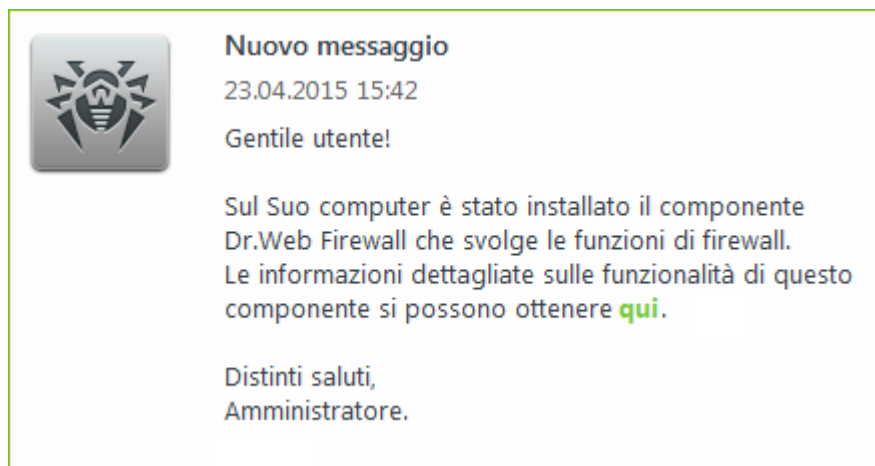 Nuovo messaggio
23.04.2015 15:42
Gentile utente!
Sul Suo computer è stato installato il componente
Dr.Web Firewall che svolge le funzioni di firewall.
Le informazioni dettagliate sulle funzionalità di questo
componente si possono ottenere qui.
Distinti saluti,
Amministratore.